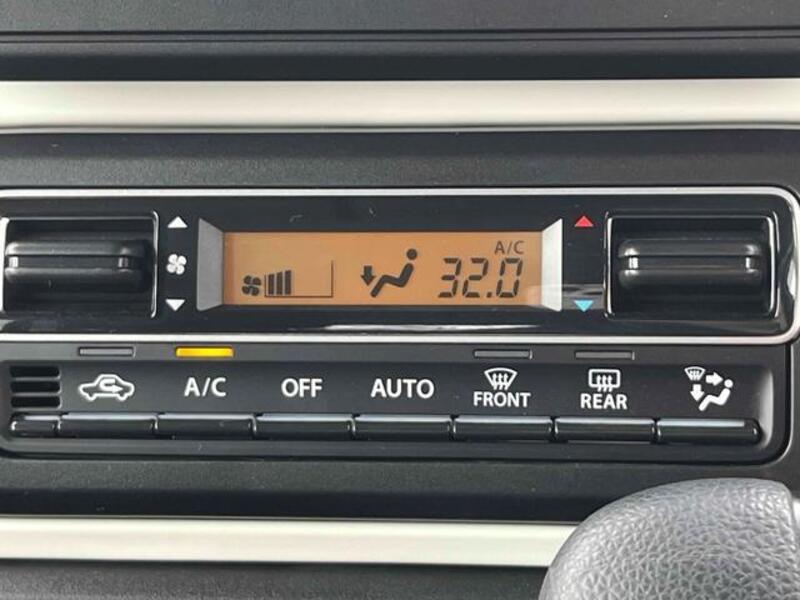 A/C
32.0
A/C
OFF
AUTO
FRONT
REAR